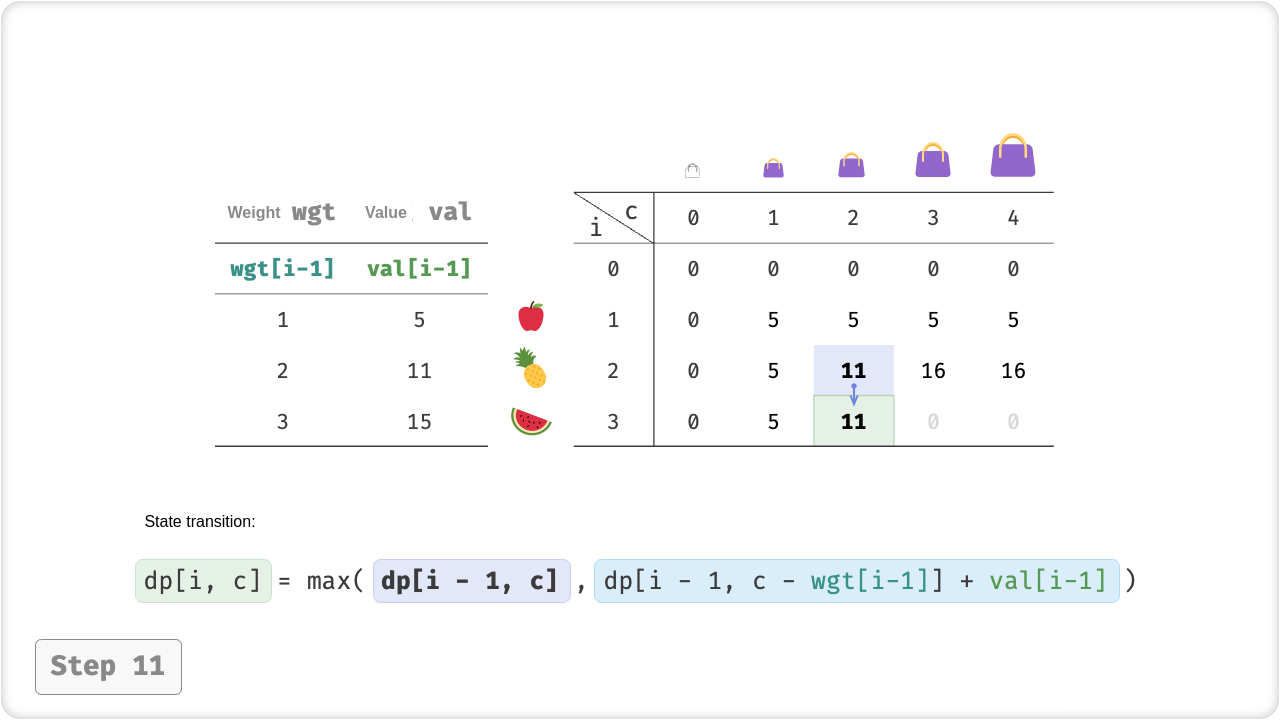 Weight wgt Value val
wgt[i-1] val[i-1]
1 5
2 11
3 15
c
i
0 1 2 3 4
0 0 0 0 0 0
1 0 5 5 5 5
2 0 5 11 16 16
3 0 5 11 0 0
State transition:
dp[i, c] = max( dp[i - 1, c] , dp[i - 1, c - wgt[i-1]] + val[i-1] )
Step 11